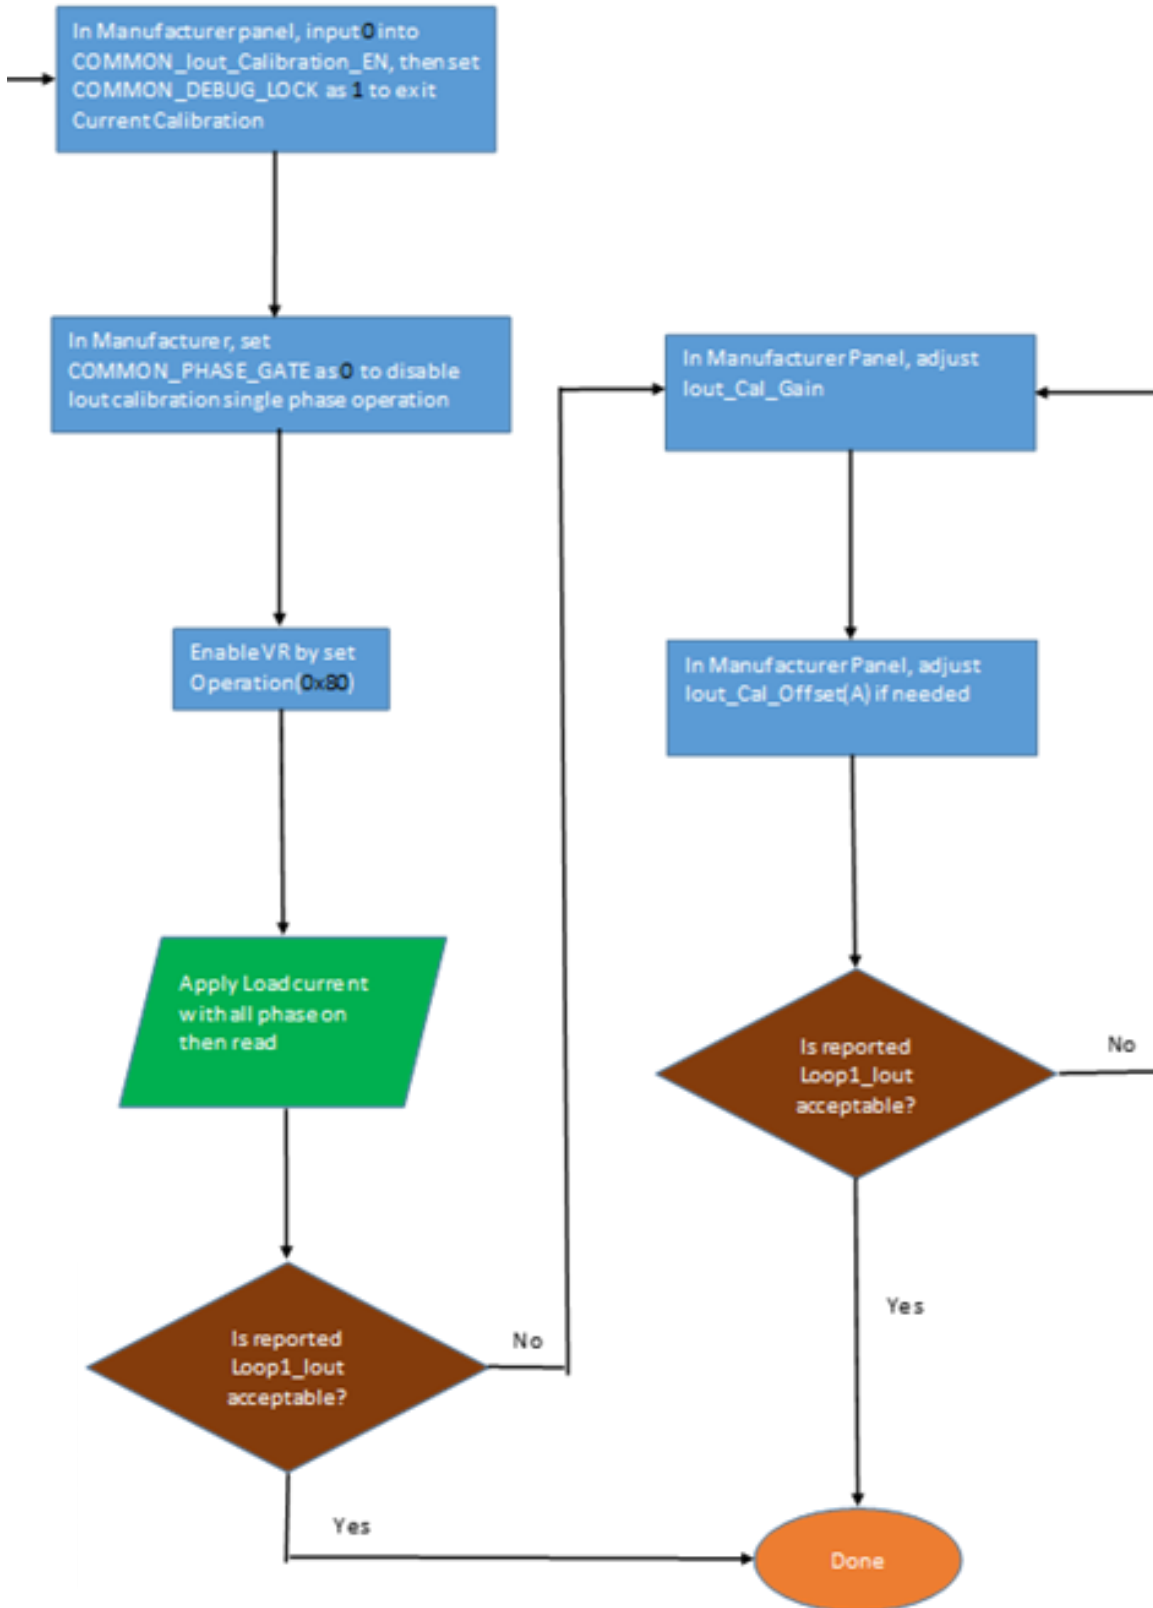 In Manufacturer panel, input 0 into
COMMON_Iout_Calibration_EN, then set
COMMON_DEBUG_LOCK as 1 to exit
Current Calibration
In Manufacturer, set
COMMON_PHASE_GATE as 0 to disable
Iout calibration single phase operation
Enable VR by set
Operation(0x80)
Apply Load current
with all phase on
then read
Is reported
Loop1_Iout
acceptable?
No
Yes
In Manufacturer Panel, adjust
Iout_Cal_Gain
In Manufacturer Panel, adjust
Iout_Cal_Offset(A) if needed
Is reported
Loop1_Iout
acceptable?
No
Yes
Done